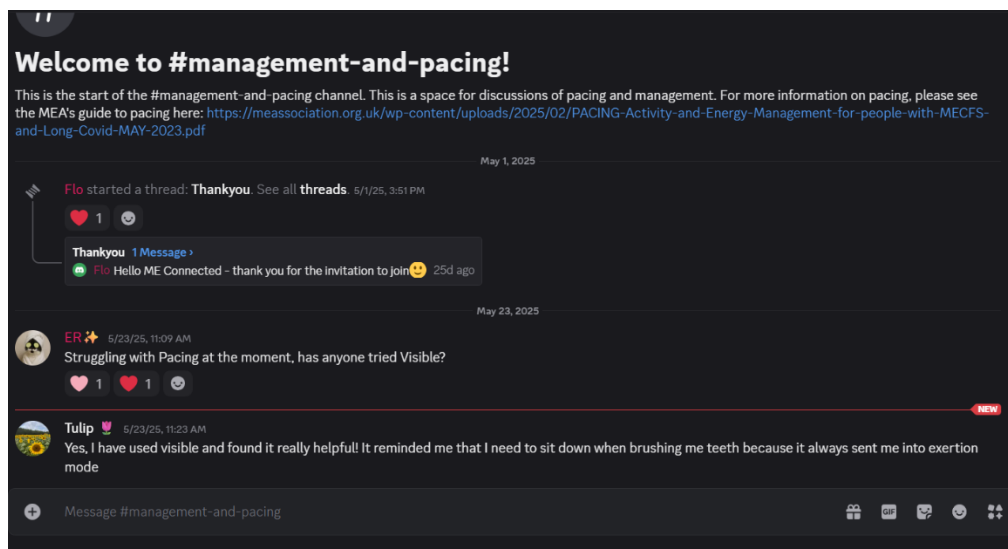 Welcome to #management-and-pacing!
This is the start of the #management-and-pacing channel. This is a space for discussions of pacing and management. For more information on pacing, please see
the MEA's guide to pacing here: https://meassociation.org.uk/wp-content/uploads/2025/02/PACING-Activity-and-Energy-Management-for-people-with-MECFS-
and-Long-Covid-MAY-2023.pdf
May 1, 2025
Flo started a thread: Thankyou. See all threads. 5/1/25, 3:51 PM
1
Thankyou 1 Message ›
Flo Hello ME Connected - thank you for the invitation to join🙂 25d ago
May 23, 2025
ER✨ 5/23/25, 11:09 AM
Struggling with Pacing at the moment, has anyone tried Visible?
1 1
NEW
Tulip 🌷 5/23/25, 11:23 AM
Yes, I have used visible and found it really helpful! It reminded me that I need to sit down when brushing me teeth because it always sent me into exertion
mode
Message #management-and-pacing
GIF